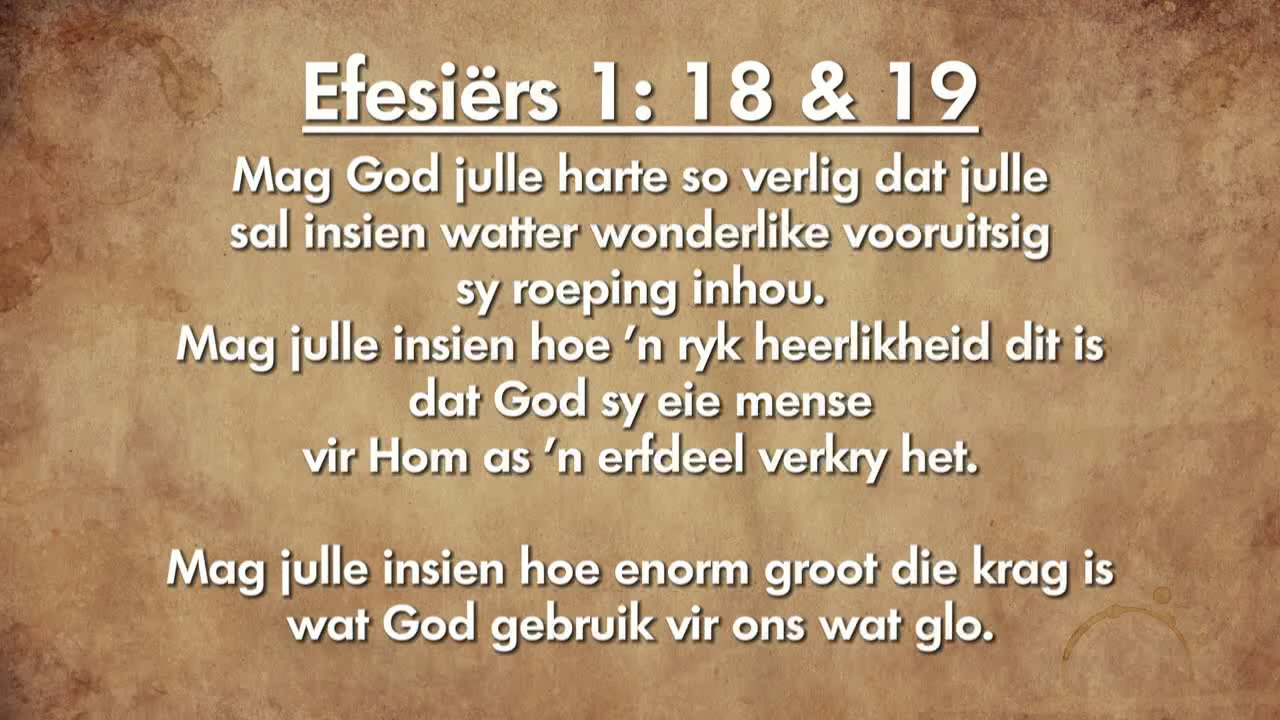 Efesiërs 1: 18 & 19
Mag God julle harte so verlig dat julle
sal insien watter wonderlike vooruitsig
sy roeping inhou.
Mag julle insien hoe ’n ryk heerlikheid dit is
dat God sy eie mense
vir Hom as ’n erfdeel verkry het.
Mag julle insien hoe enorm groot die krag is
wat God gebruik vir ons wat glo.